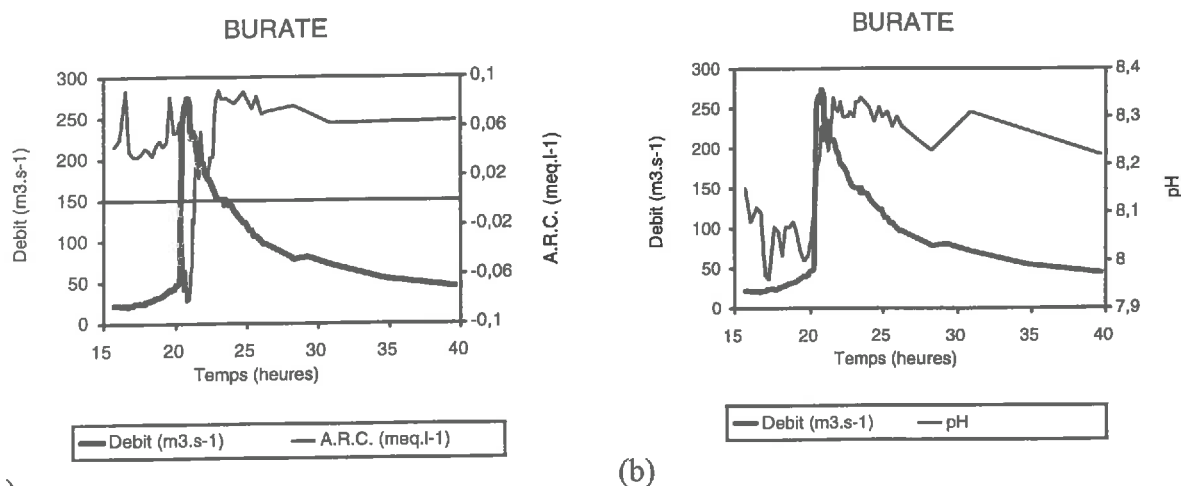 BURATE
300
250
200
150
100
50
0
Debit (m3.s-1)
0,1
0,06
0,02
-0,02
-0,06
-0,1
A.R.C. (meq.l-1)
15 20 25 30 35 40
Temps (heures)
Debit (m3.s-1) A.R.C. (meq.l-1)
)
BURATE
300
250
200
150
100
50
0
Debit (m3.s-1)
8,4
8,3
8,2
8,1
8
7,9
pH
15 20 25 30 35 40
Temps (heures)
Debit (m3.s-1) pH
(b)